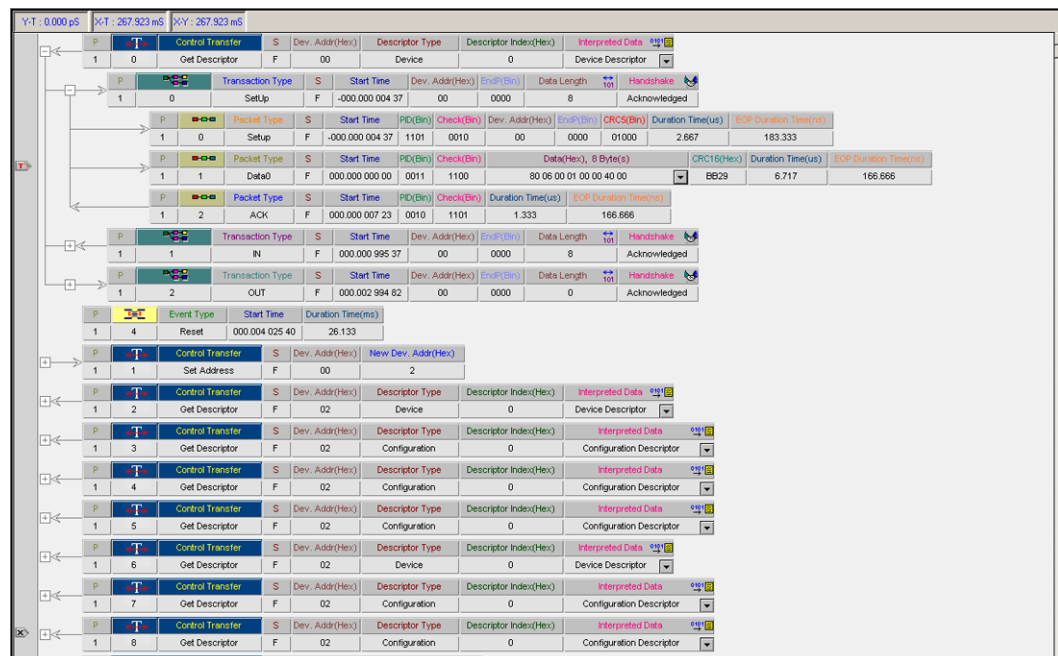 Y-T : 0.000 pS X-T : 267.923 mS X-Y : 267.923 mS
P T Control Transfer S Dev. Addr(Hex) Descriptor Type Descriptor Index(Hex) Interpreted Data 0101
1 0 Get Descriptor F 00 Device 0 Device Descriptor
P Transaction Type S Start Time Dev. Addr(Hex) EndP(Bin) Data Length 101 Handshake
1 0 SetUp F -000.000 004 37 00 0000 8 Acknowledged
P Packet Type S Start Time PID(Bin) Check(Bin) Dev. Addr(Hex) EndP(Bin) CRC5(Bin) Duration Time(us) EOP Duration Time(ns)
1 0 Setup F -000.000 004 37 1101 0010 00 0000 01000 2.667 183.333
T P Packet Type S Start Time PID(Bin) Check(Bin) Data(Hex), 8 Byte(s) CRC16(Hex) Duration Time(us) EOP Duration Time(ns)
1 1 Data0 F 000.000 000 00 0011 1100 80 06 00 01 00 00 40 00 BB29 6.717 166.666
P Packet Type S Start Time PID(Bin) Check(Bin) Duration Time(us) EOP Duration Time(ns)
1 2 ACK F 000.000 007 23 0010 1101 1.333 166.666
P Transaction Type S Start Time Dev. Addr(Hex) EndP(Bin) Data Length 101 Handshake
1 1 IN F 000.000 995 37 00 0000 8 Acknowledged
P Transaction Type S Start Time Dev. Addr(Hex) EndP(Bin) Data Length 101 Handshake
1 2 OUT F 000.002 994 82 00 0000 0 Acknowledged
P Event Type Start Time Duration Time(ms)
1 4 Reset 000.004 025 40 26.133
P T Control Transfer S Dev. Addr(Hex) New Dev. Addr(Hex)
1 1 Set Address F 00 2
P T Control Transfer S Dev. Addr(Hex) Descriptor Type Descriptor Index(Hex) Interpreted Data 0101
1 2 Get Descriptor F 02 Device 0 Device Descriptor
P T Control Transfer S Dev. Addr(Hex) Descriptor Type Descriptor Index(Hex) Interpreted Data 0101
1 3 Get Descriptor F 02 Configuration 0 Configuration Descriptor
P T Control Transfer S Dev. Addr(Hex) Descriptor Type Descriptor Index(Hex) Interpreted Data 0101
1 4 Get Descriptor F 02 Configuration 0 Configuration Descriptor
P T Control Transfer S Dev. Addr(Hex) Descriptor Type Descriptor Index(Hex) Interpreted Data 0101
1 5 Get Descriptor F 02 Configuration 0 Configuration Descriptor
P T Control Transfer S Dev. Addr(Hex) Descriptor Type Descriptor Index(Hex) Interpreted Data 0101
1 6 Get Descriptor F 02 Device 0 Device Descriptor
P T Control Transfer S Dev. Addr(Hex) Descriptor Type Descriptor Index(Hex) Interpreted Data 0101
1 7 Get Descriptor F 02 Configuration 0 Configuration Descriptor
X P T Control Transfer S Dev. Addr(Hex) Descriptor Type Descriptor Index(Hex) Interpreted Data 0101
1 8 Get Descriptor F 02 Configuration 0 Configuration Descriptor